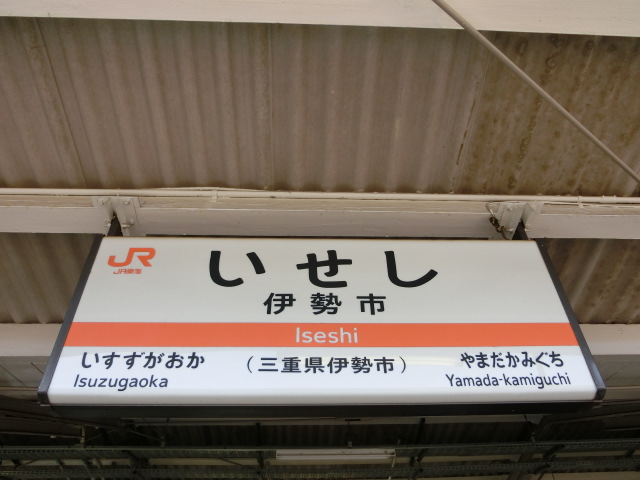 JR
JR東海
いせし
伊勢市
Iseshi
いすずがおか
Isuzugaoka
(三重県伊勢市)
やまだかみぐち
Yamada-kamiguchi